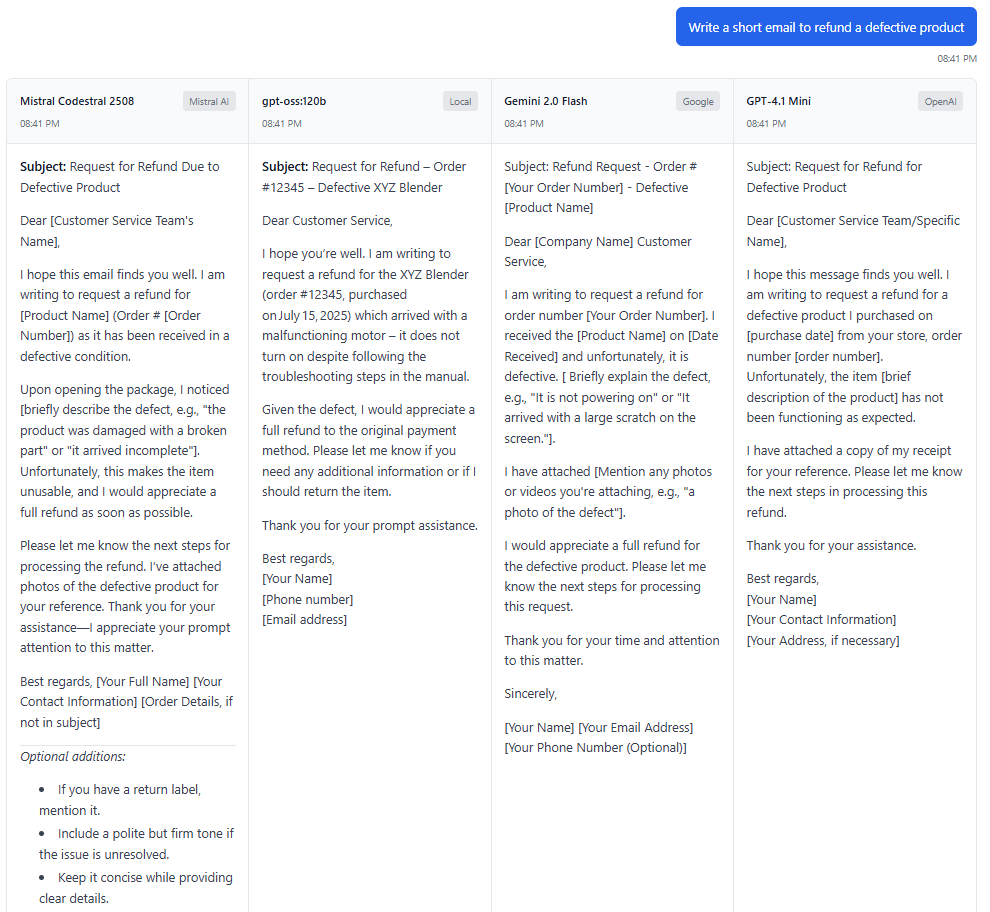 Write a short email to refund a defective product
08:41 PM
Mistral Codestral 2508
Mistral AI
08:41 PM
Subject: Request for Refund Due to
Defective Product
Dear [Customer Service Team's
Name],
I hope this email finds you well. I am
writing to request a refund for
[Product Name] (Order # [Order
Number]) as it has been received in a
defective condition.
Upon opening the package, I noticed
[briefly describe the defect, e.g., "the
product was damaged with a broken
part" or "it arrived incomplete"].
Unfortunately, this makes the item
unusable, and I would appreciate a
full refund as soon as possible.
Please let me know the next steps for
processing the refund. I've attached
photos of the defective product for
your reference. Thank you for your
assistance—I appreciate your prompt
attention to this matter.
Best regards, [Your Full Name] [Your
Contact Information] [Order Details, if
not in subject]
Optional additions:
• If you have a return label,
mention it.
• Include a polite but firm tone if
the issue is unresolved.
• Keep it concise while providing
clear details.
gpt-oss:120b
Local
08:41 PM
Subject: Request for Refund – Order
#12345 – Defective XYZ Blender
Dear Customer Service,
I hope you're well. I am writing to
request a refund for the XYZ Blender
(order #12345, purchased
on July 15, 2025) which arrived with a
malfunctioning motor – it does not
turn on despite following the
troubleshooting steps in the manual.
Given the defect, I would appreciate a
full refund to the original payment
method. Please let me know if you
need any additional information or if I
should return the item.
Thank you for your prompt assistance.
Best regards,
[Your Name]
[Phone number]
[Email address]
Gemini 2.0 Flash
Google
08:41 PM
Subject: Refund Request - Order #
[Your Order Number] - Defective
[Product Name]
Dear [Company Name] Customer
Service,
I am writing to request a refund for
order number [Your Order Number]. I
received the [Product Name] on [Date
Received] and unfortunately, it is
defective. [ Briefly explain the defect,
e.g., "It is not powering on" or "It
arrived with a large scratch on the
screen."].
I have attached [Mention any photos
or videos you're attaching, e.g., "a
photo of the defect"].
I would appreciate a full refund for
the defective product. Please let me
know the next steps for processing
this request.
Thank you for your time and attention
to this matter.
Sincerely,
[Your Name] [Your Email Address]
[Your Phone Number (Optional)]
GPT-4.1 Mini
OpenAI
08:41 PM
Subject: Request for Refund for
Defective Product
Dear [Customer Service Team/Specific
Name],
I hope this message finds you well. I
am writing to request a refund for a
defective product I purchased on
[purchase date] from your store, order
number [order number].
Unfortunately, the item [brief
description of the product] has not
been functioning as expected.
I have attached a copy of my receipt
for your reference. Please let me know
the next steps in processing this
refund.
Thank you for your assistance.
Best regards,
[Your Name]
[Your Contact Information]
[Your Address, if necessary]